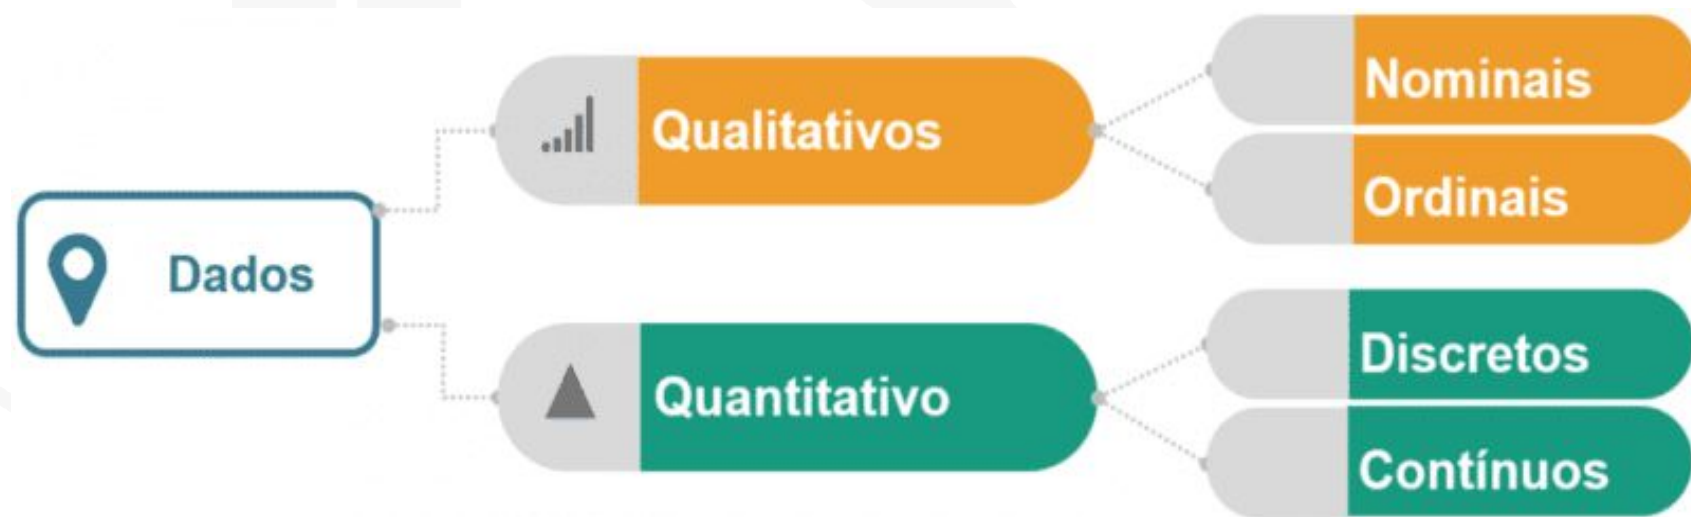 Dados
Qualitativos
Nominais
Ordinais
Quantitativo
Discretos
Contínuos